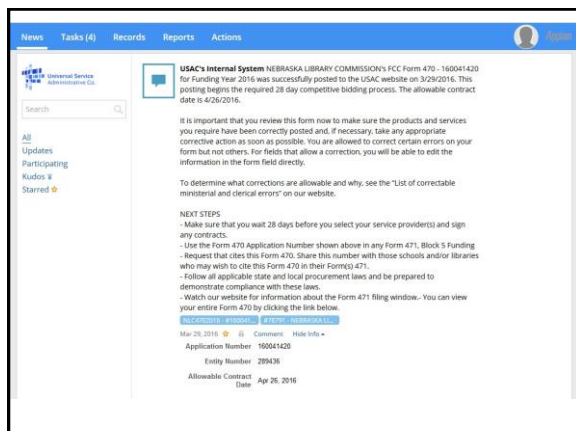 News Tasks (4) Records Reports Actions
Appian
Universal Service
Administrative Co.
Search
All
Updates
Participating
Kudos
Starred
USAC's Internal System NEBRASKA LIBRARY COMMISSION's FCC Form 470 - 160041420
for Funding Year 2016 was successfully posted to the USAC website on 3/29/2016. This
posting begins the required 28 day competitive bidding process. The allowable contract
date is 4/26/2016.
It is important that you review this form now to make sure the products and services
you require have been correctly posted and, if necessary, take any appropriate
corrective action as soon as possible. You are allowed to correct certain errors on your
form but not others. For fields that allow a correction, you will be able to edit the
information in the form field directly.
To determine what corrections are allowable and why, see the "List of correctable
ministerial and clerical errors" on our website.
NEXT STEPS
- Make sure that you wait 28 days before you select your service provider(s) and sign
any contracts.
- Use the Form 470 Application Number shown above in any Form 471, Block 5 Funding
- Request that cites this Form 470. Share this number with those schools and/or libraries
who may wish to cite this Form 470 in their Form(s) 471.
- Follow all applicable state and local procurement laws and be prepared to
demonstrate compliance with these laws.
- Watch our website for information about the Form 471 filing window.- You can view
your entire Form 470 by clicking the link below.
NLC4702016 - #160041... - NEBRASKA LI...
Mar 29, 2016 Comment Hide Info
Application Number 160041420
Entity Number 289436
Allowable Contract
Date Apr 26, 2016